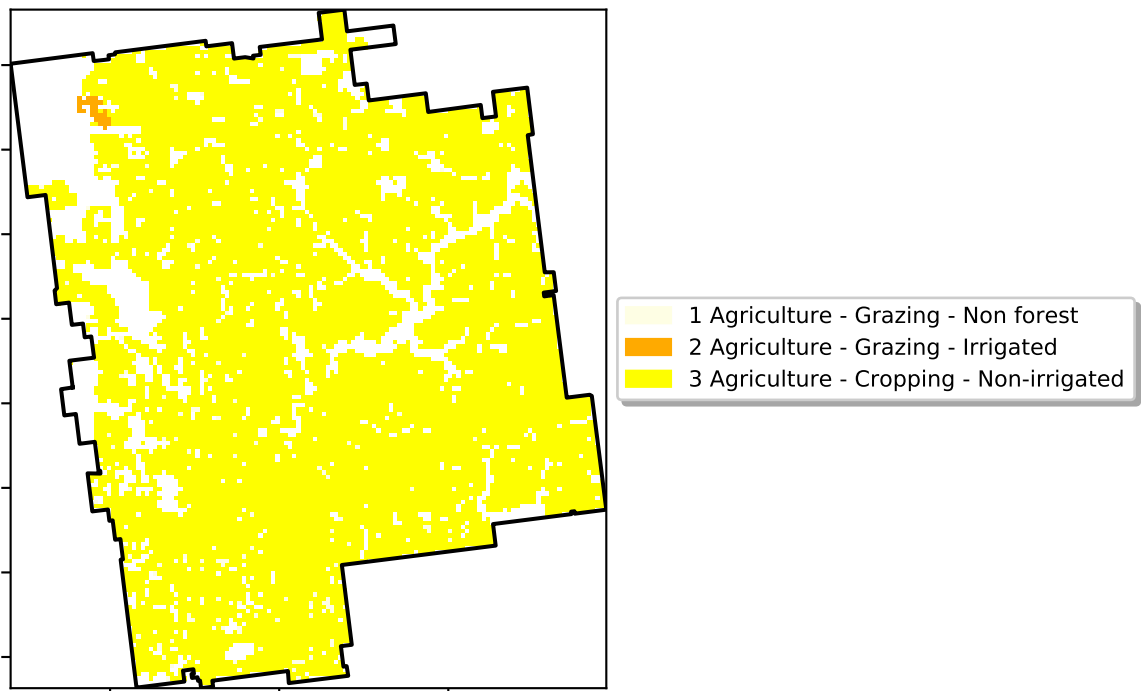 1 Agriculture - Grazing - Non forest
2 Agriculture - Grazing - Irrigated
3 Agriculture - Cropping - Non-irrigated